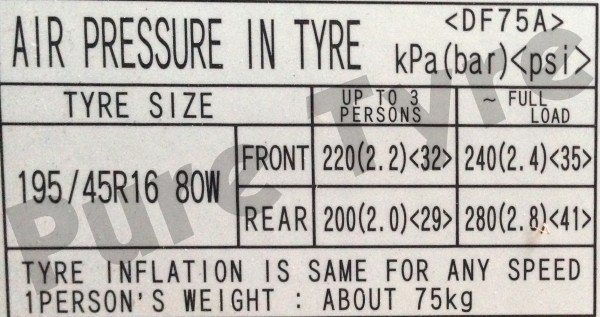 <DF75A>
AIR PRESSURE IN TYRE kPa(bar)<psi>
TYRE SIZE UP TO 3 PERSONS ~ FULL LOAD
195/45R16 80W
FRONT 220(2.2)<32> 240(2.4)<35>
REAR 200(2.0)<29> 280(2.8)<41>
TYRE INFLATION IS SAME FOR ANY SPEED
1PERSON'S WEIGHT : ABOUT 75kg
Pure Tyre